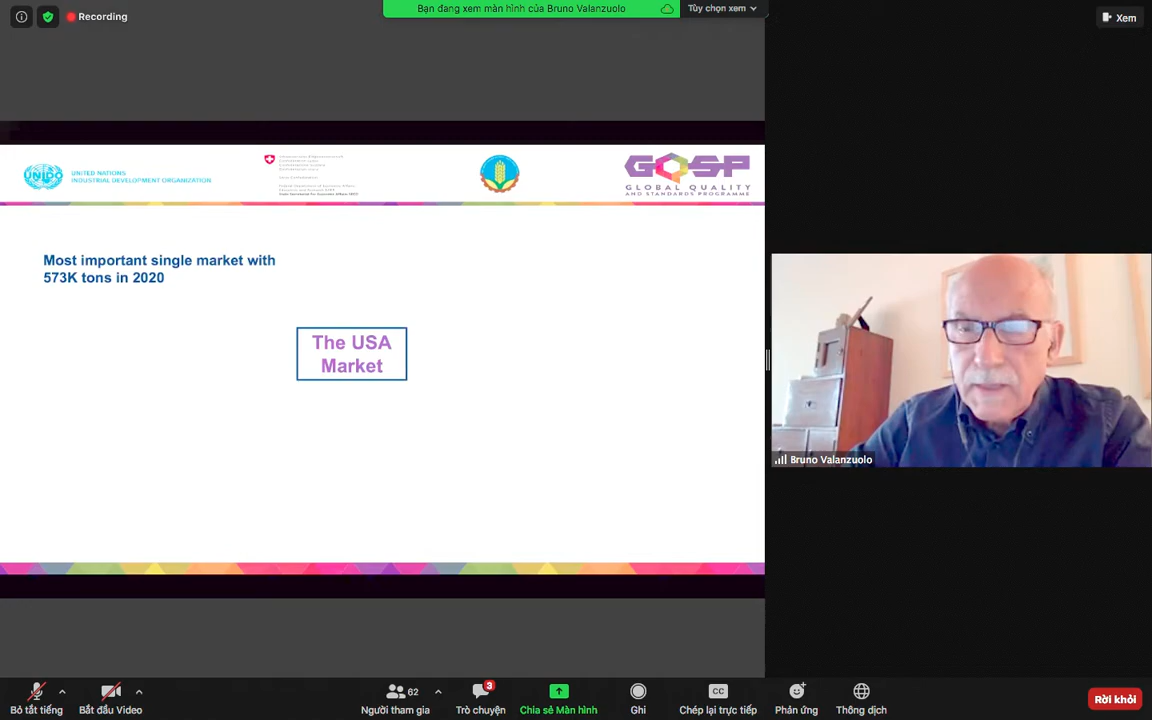 Recording
Bạn đang xem màn hình của Bruno Valanzuolo
Tùy chọn xem
Xem
UNIDO
UNITED NATIONS
INDUSTRIAL DEVELOPMENT ORGANIZATION
GQSP
GLOBAL QUALITY
AND STANDARDS PROGRAMME
Most important single market with
573K tons in 2020
The USA
Market
Bruno Valanzuolo
Bỏ tắt tiếng
Bắt đầu Video
62
Người tham gia
3
Trò chuyện
Chia sẻ Màn hình
Ghi
CC
Chép lại trực tiếp
Phản ứng
Thông dịch
Rời khỏi